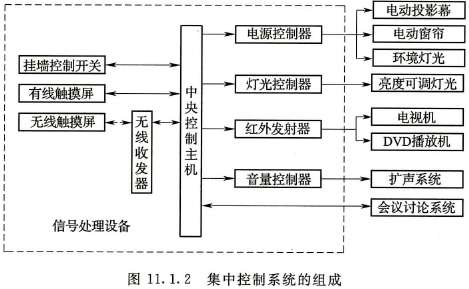 挂墙控制开关
有线触摸屏
无线触摸屏
无线收发器
中央控制主机
电源控制器
灯光控制器
红外发射器
音量控制器
电动投影幕
电动窗帘
环境灯光
亮度可调灯光
电视机
DVD播放机
扩声系统
会议讨论系统
信号处理设备
图 11.1.2 集中控制系统的组成